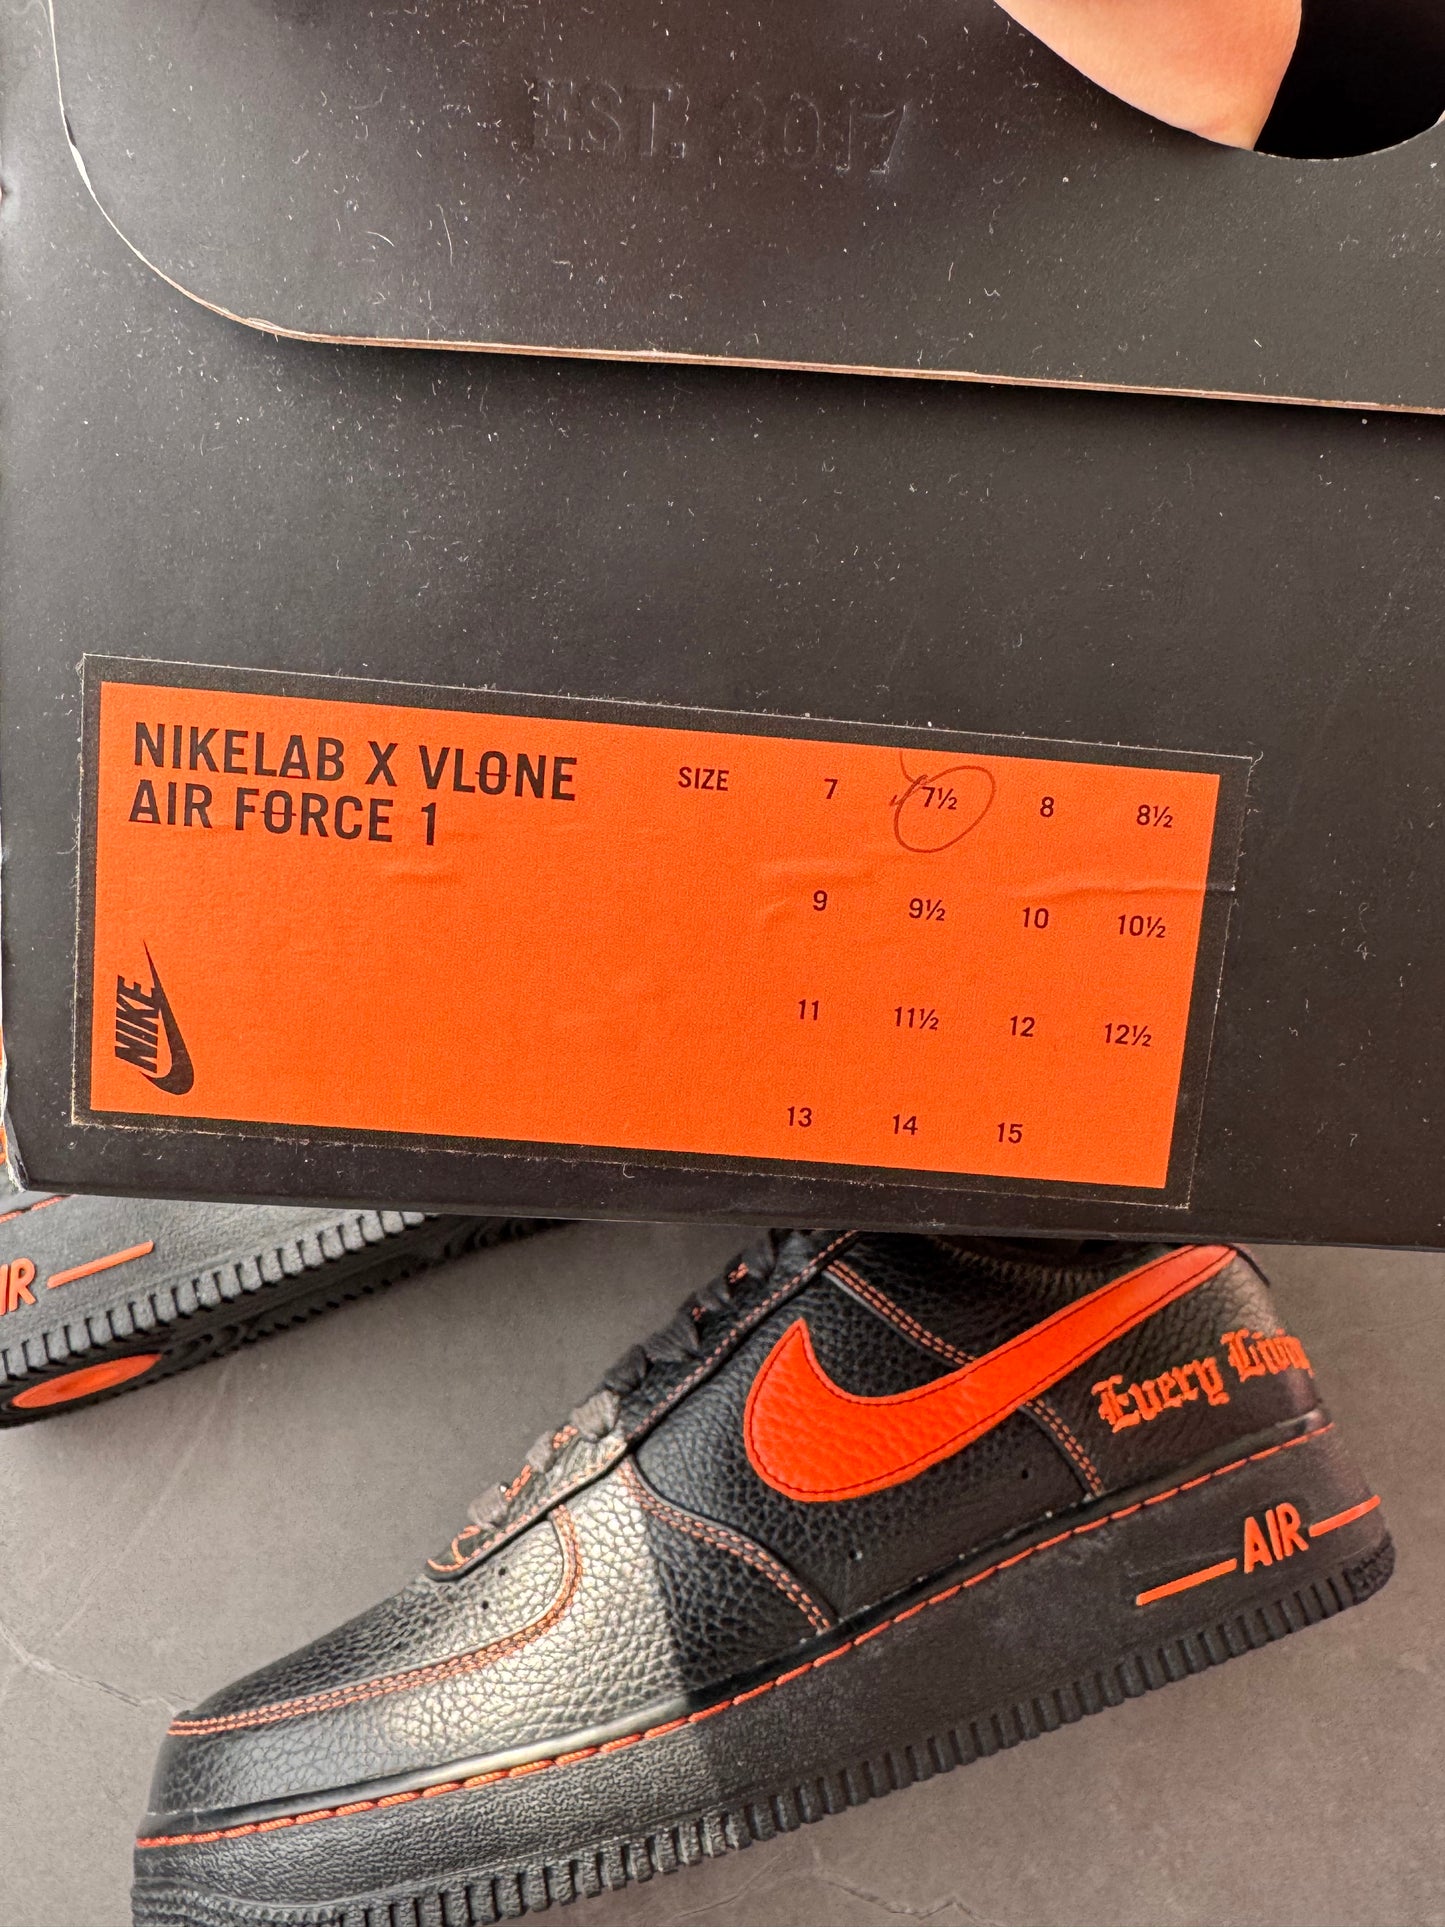 EST. 2017
NIKELAB X VLONE
AIR FORCE 1
SIZE 7 7½ 8 8½
9 9½ 10 10½
11 11½ 12 12½
13 14 15
NIKE
Every Living
AIR
AIR